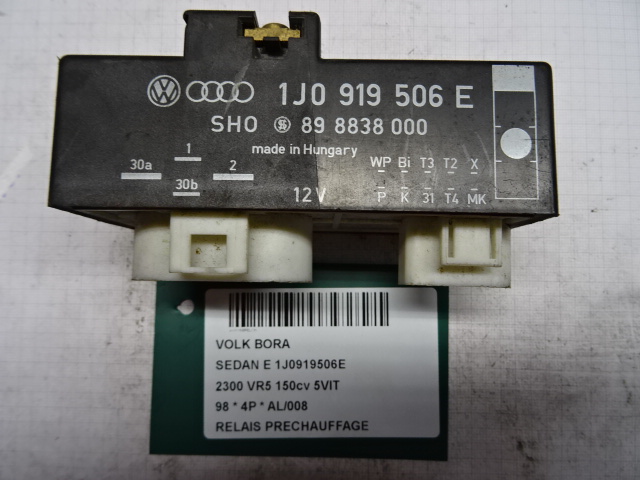 1J0 919 506 E
SHO 89 8838 000
made in Hungary
30a 1 2
30b
12V
WP Bi T3 T2 X
P K 31 T4 MK
VOLK BORA
SEDAN E 1J0919506E
2300 VR5 150cv 5VIT
98 * 4P * AL/008
RELAIS PRECHAUFFAGE